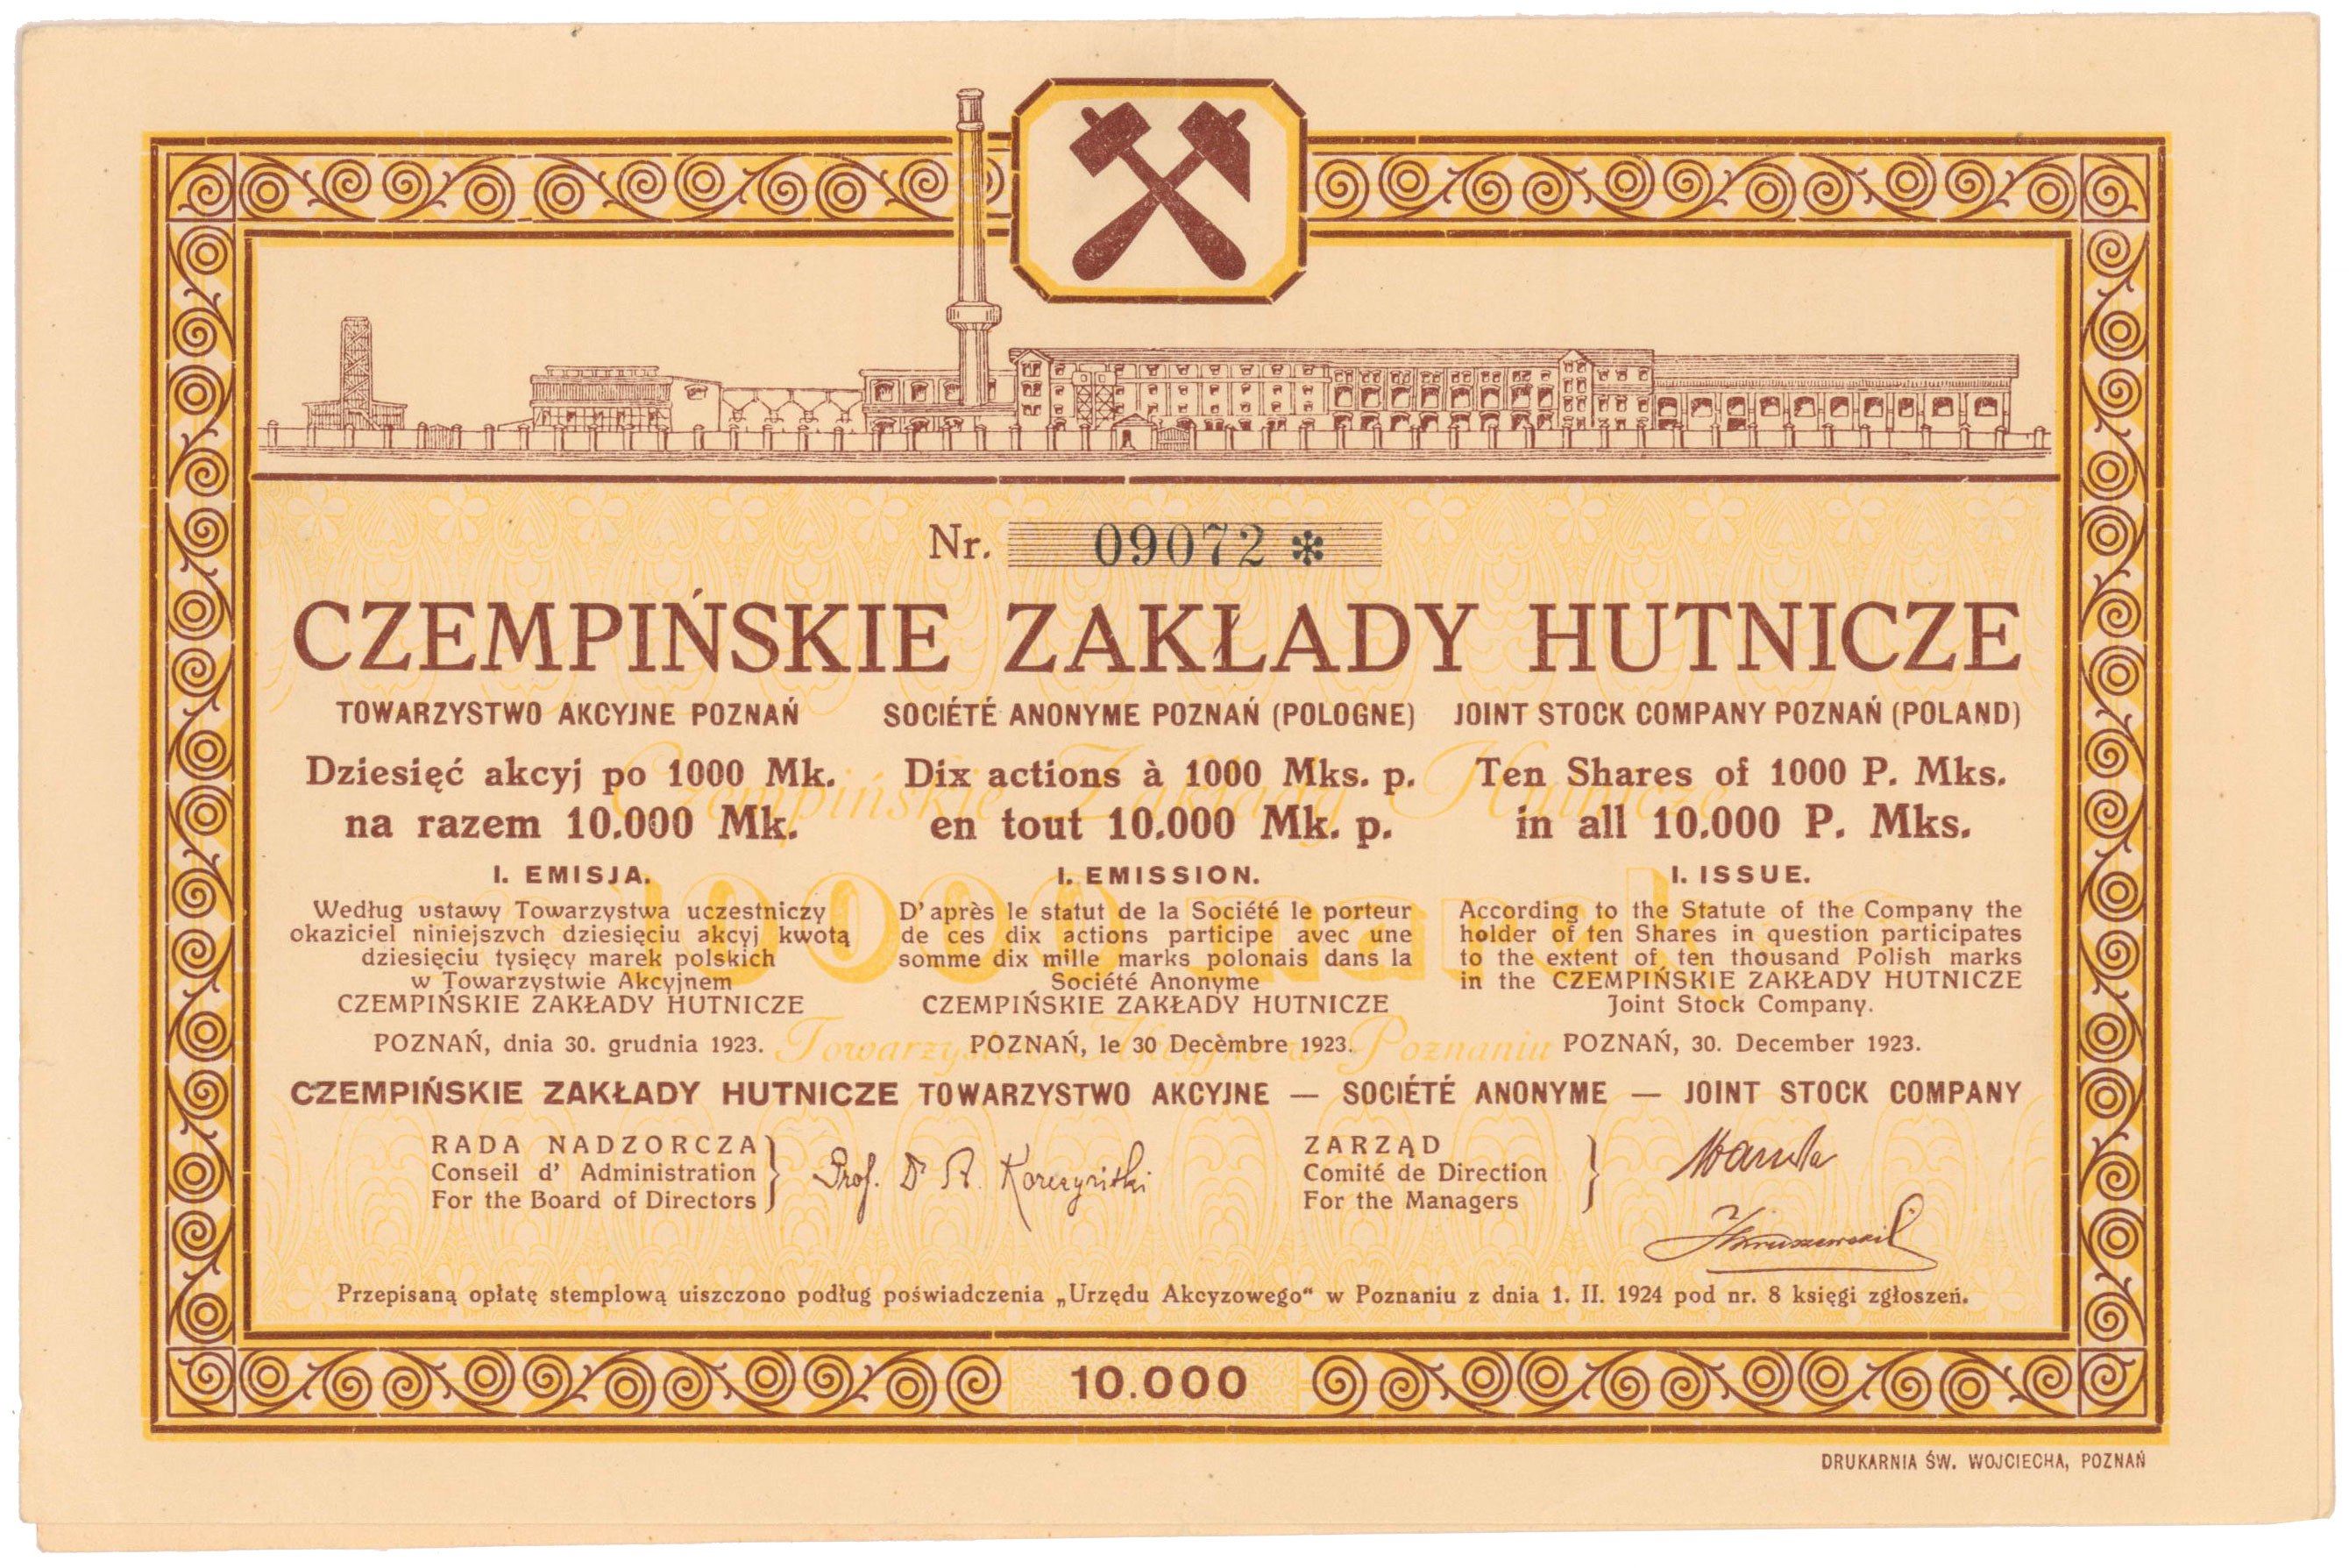 Nr. 09072 *
CZEMPIŃSKIE ZAKŁADY HUTNICZE
TOWARZYSTWO AKCYJNE POZNAŃ
Dziesięć akcyj po 1000 Mk.
na razem 10.000 Mk.
I. EMISJA.
Według ustawy Towarzystwa uczestniczy
okaziciel niniejszych dziesięciu akcyj kwotą
dziesięciu tysięcy marek polskich
w Towarzystwie Akcyjnem
CZEMPIŃSKIE ZAKŁADY HUTNICZE
POZNAŃ, dnia 30. grudnia 1923.
SOCIÉTÉ ANONYME POZNAŃ (POLOGNE)
Dix actions à 1000 Mks. p.
en tout 10.000 Mk. p.
I. EMISSION.
D' après le statut de la Société le porteur
de ces dix actions participe avec une
somme dix mille marks polonais dans la
Société Anonyme
CZEMPIŃSKIE ZAKŁADY HUTNICZE
POZNAŃ, le 30 Decèmbre 1923.
JOINT STOCK COMPANY POZNAŃ (POLAND)
Ten Shares of 1000 P. Mks.
in all 10.000 P. Mks.
I. ISSUE.
According to the Statute of the Company the
holder of ten Shares in question participates
to the extent of ten thousand Polish marks
in the CZEMPIŃSKIE ZAKŁADY HUTNICZE
Joint Stock Company.
POZNAŃ, 30. December 1923.
Czempińskie Zakłady Hutnicze
10000 marek
Towarzystwo Akcyjne w Poznaniu
CZEMPIŃSKIE ZAKŁADY HUTNICZE TOWARZYSTWO AKCYJNE — SOCIÉTÉ ANONYME — JOINT STOCK COMPANY
RADA NADZORCZA
Conseil d' Administration
For the Board of Directors
Prof. Dr A. Korczyński
ZARZĄD
Comité de Direction
For the Managers
Przepisaną opłatę stemplową uiszczono podług poświadczenia „Urzędu Akcyzowego“ w Poznaniu z dnia 1. II. 1924 pod nr. 8 księgi zgłoszeń.
10.000
DRUKARNIA ŚW. WOJCIECHA, POZNAŃ